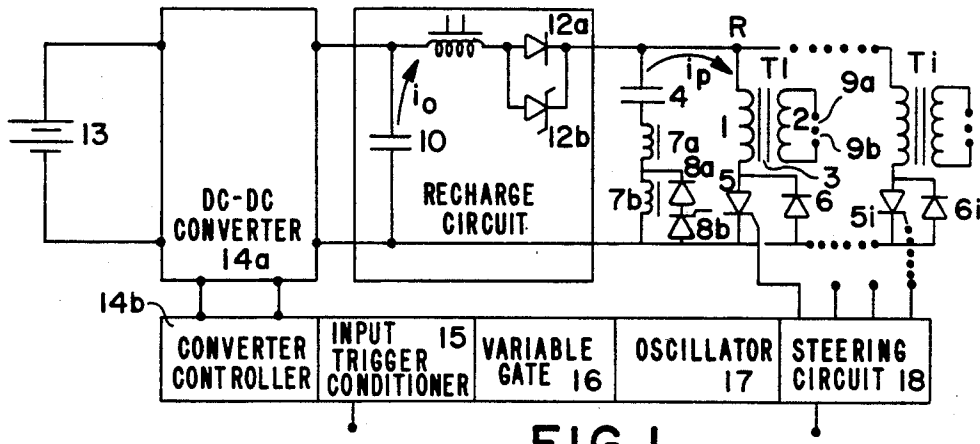 13
DC-DC
CONVERTER
14a
14b
10
i₀
12a
12b
RECHARGE
CIRCUIT
R
iₚ
4
7a
7b
8a
8b
T1
1
2
3
5
6
9a
9b
Ti
5i
6i
CONVERTER
CONTROLLER
INPUT 15
TRIGGER
CONDITIONER
VARIABLE
GATE 16
OSCILLATOR
17
STEERING
CIRCUIT 18
FIG. 1